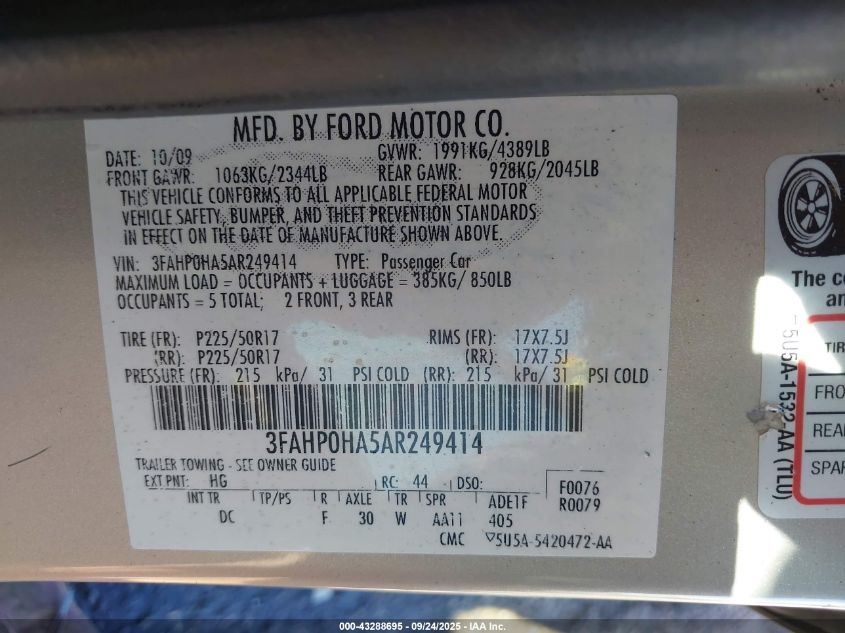 MFD. BY FORD MOTOR CO.
DATE: 10/09 GVWR: 1991KG/4389LB
FRONT GAWR: 1063KG/2344LB REAR GAWR: 928KG/2045LB
THIS VEHICLE CONFORMS TO ALL APPLICABLE FEDERAL MOTOR
VEHICLE SAFETY, BUMPER, AND THEFT PREVENTION STANDARDS
IN EFFECT ON THE DATE OF MANUFACTURE SHOWN ABOVE.
VIN: 3FAHP0HA5AR249414 TYPE: Passenger Car
MAXIMUM LOAD = OCCUPANTS + LUGGAGE = 385KG/ 850LB
OCCUPANTS = 5 TOTAL; 2 FRONT, 3 REAR
TIRE (FR): P225/50R17 RIMS (FR): 17X7.5J
(RR): P225/50R17 (RR): 17X7.5J
PRESSURE (FR): 215 kPa/ 31 PSI COLD (RR): 215 kPa/ 31 PSI COLD
3FAHP0HA5AR249414
TRAILER TOWING - SEE OWNER GUIDE
EXT PNT: HG RC: 44 DSO: F0076
INT TR TP/PS R AXLE TR SPR ADE1F R0079
DC F 30 W AA11 405
CMC ▽5U5A-5420472-AA
The co
an
TIR
FRO
REA
SPAR
5U5A-1532-AA (TLU)
000-43288695 - 09/24/2025 - IAA Inc.